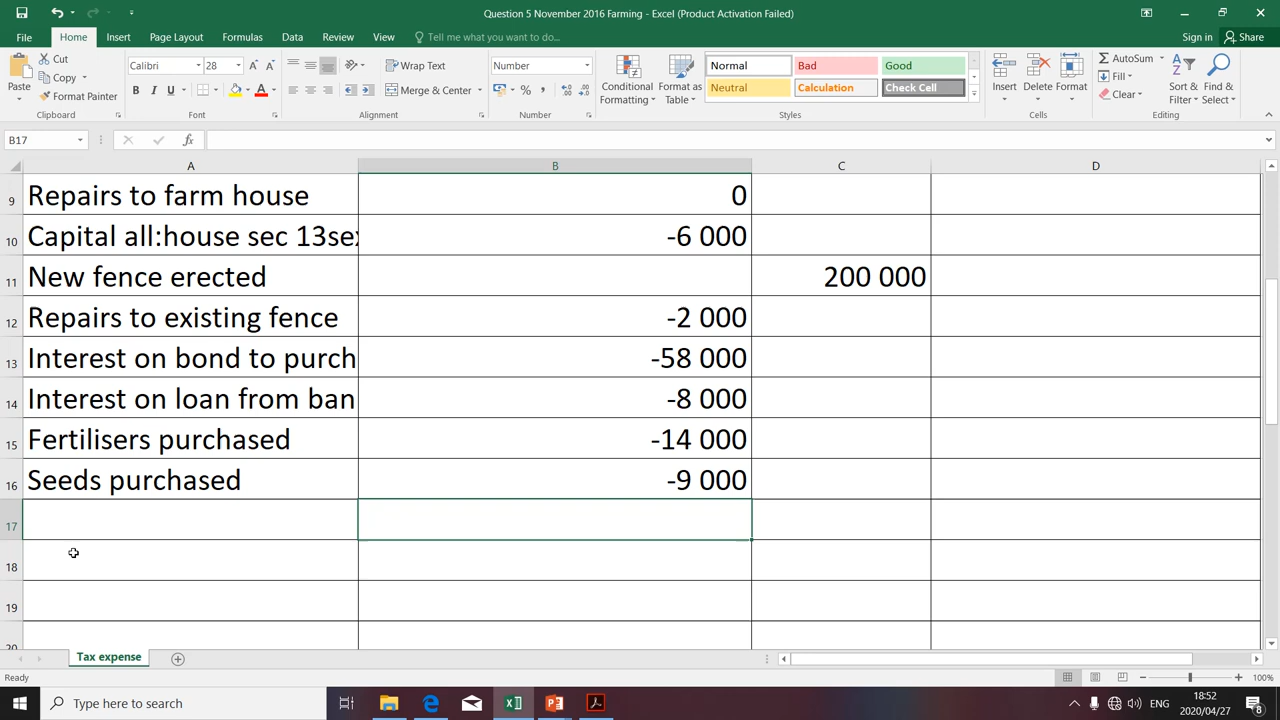 Question 5 November 2016 Farming - Excel (Product Activation Failed)
File Home Insert Page Layout Formulas Data Review View Tell me what you want to do... Sign in Share
Paste
Cut
Copy
Format Painter
Clipboard
Calibri 28
B I U
Font
Wrap Text
Merge & Center
Alignment
Number
%
Number
Conditional Formatting
Format as Table
Normal Bad Good
Neutral Calculation Check Cell
Styles
Insert Delete Format
Cells
AutoSum
Fill
Clear
Sort & Filter
Find & Select
Editing
B17 fx
A B C D
9 Repairs to farm house 0
10 Capital all:house sec 13sex -6 000
11 New fence erected 200 000
12 Repairs to existing fence -2 000
13 Interest on bond to purch -58 000
14 Interest on loan from ban -8 000
15 Fertilisers purchased -14 000
16 Seeds purchased -9 000
17
18
19
20
Tax expense
Ready 100%
Type here to search ENG 18:52
2020/04/27 8